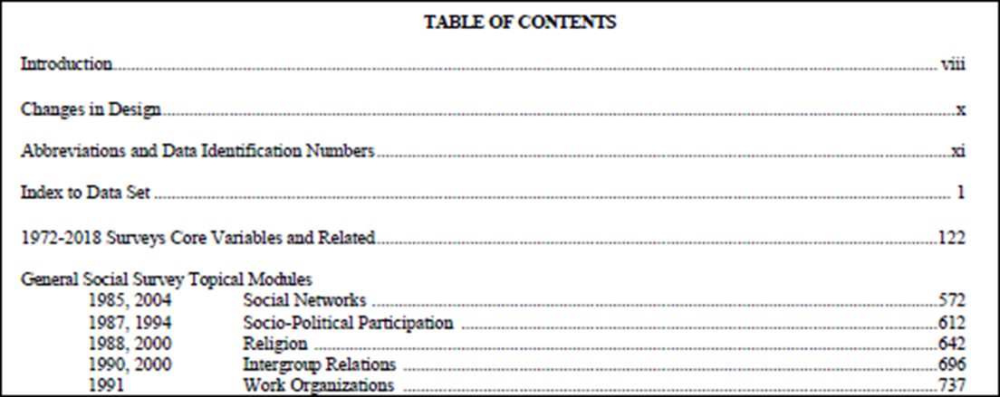 TABLE OF CONTENTS
Introduction viii
Changes in Design x
Abbreviations and Data Identification Numbers xi
Index to Data Set 1
1972-2018 Surveys Core Variables and Related 122
General Social Survey Topical Modules
1985, 2004 Social Networks 572
1987, 1994 Socio-Political Participation 612
1988, 2000 Religion 642
1990, 2000 Intergroup Relations 696
1991 Work Organizations 737